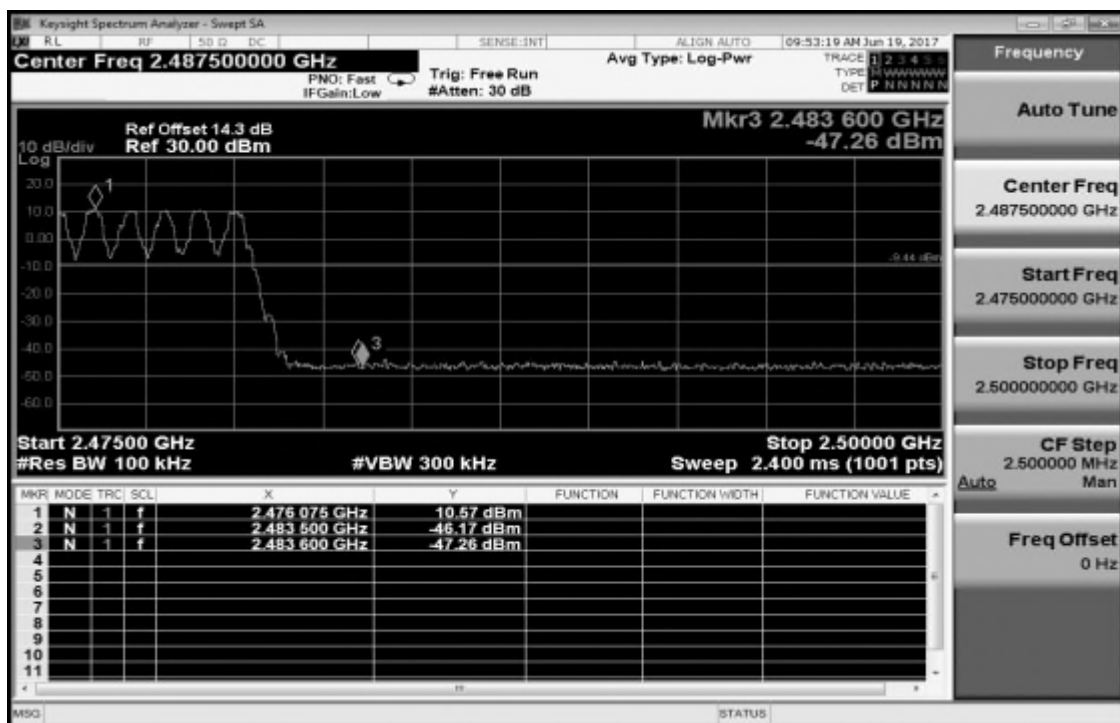 Keysight Spectrum Analyzer - Swept SA
RL RF 50 Ω DC SENSE:INT ALIGN AUTO 09:53:19 AM Jun 19, 2017
Center Freq 2.487500000 GHz
PNO: Fast
IFGain:Low
Trig: Free Run
#Atten: 30 dB
Avg Type: Log-Pwr
TRACE 1 2 3 4 5 6
TYPE M WWWWW
DET P N N N N N
Mkr3 2.483 600 GHz
-47.26 dBm
Ref Offset 14.3 dB
10 dB/div Ref 30.00 dBm
Log
20.0
10.0
0.00
-10.0
-20.0
-30.0
-40.0
-50.0
-60.0
1
3
-9.44 dBm
Start 2.47500 GHz Stop 2.50000 GHz
#Res BW 100 kHz #VBW 300 kHz Sweep 2.400 ms (1001 pts)
MKR MODE TRC SCL X Y FUNCTION FUNCTION WIDTH FUNCTION VALUE
1 N 1 f 2.476 075 GHz 10.57 dBm
2 N 1 f 2.483 500 GHz -46.17 dBm
3 N 1 f 2.483 600 GHz -47.26 dBm
4
5
6
7
8
9
10
11
MSG STATUS
Frequency
Auto Tune
Center Freq
2.487500000 GHz
Start Freq
2.475000000 GHz
Stop Freq
2.500000000 GHz
CF Step
2.500000 MHz
Auto Man
Freq Offset
0 Hz